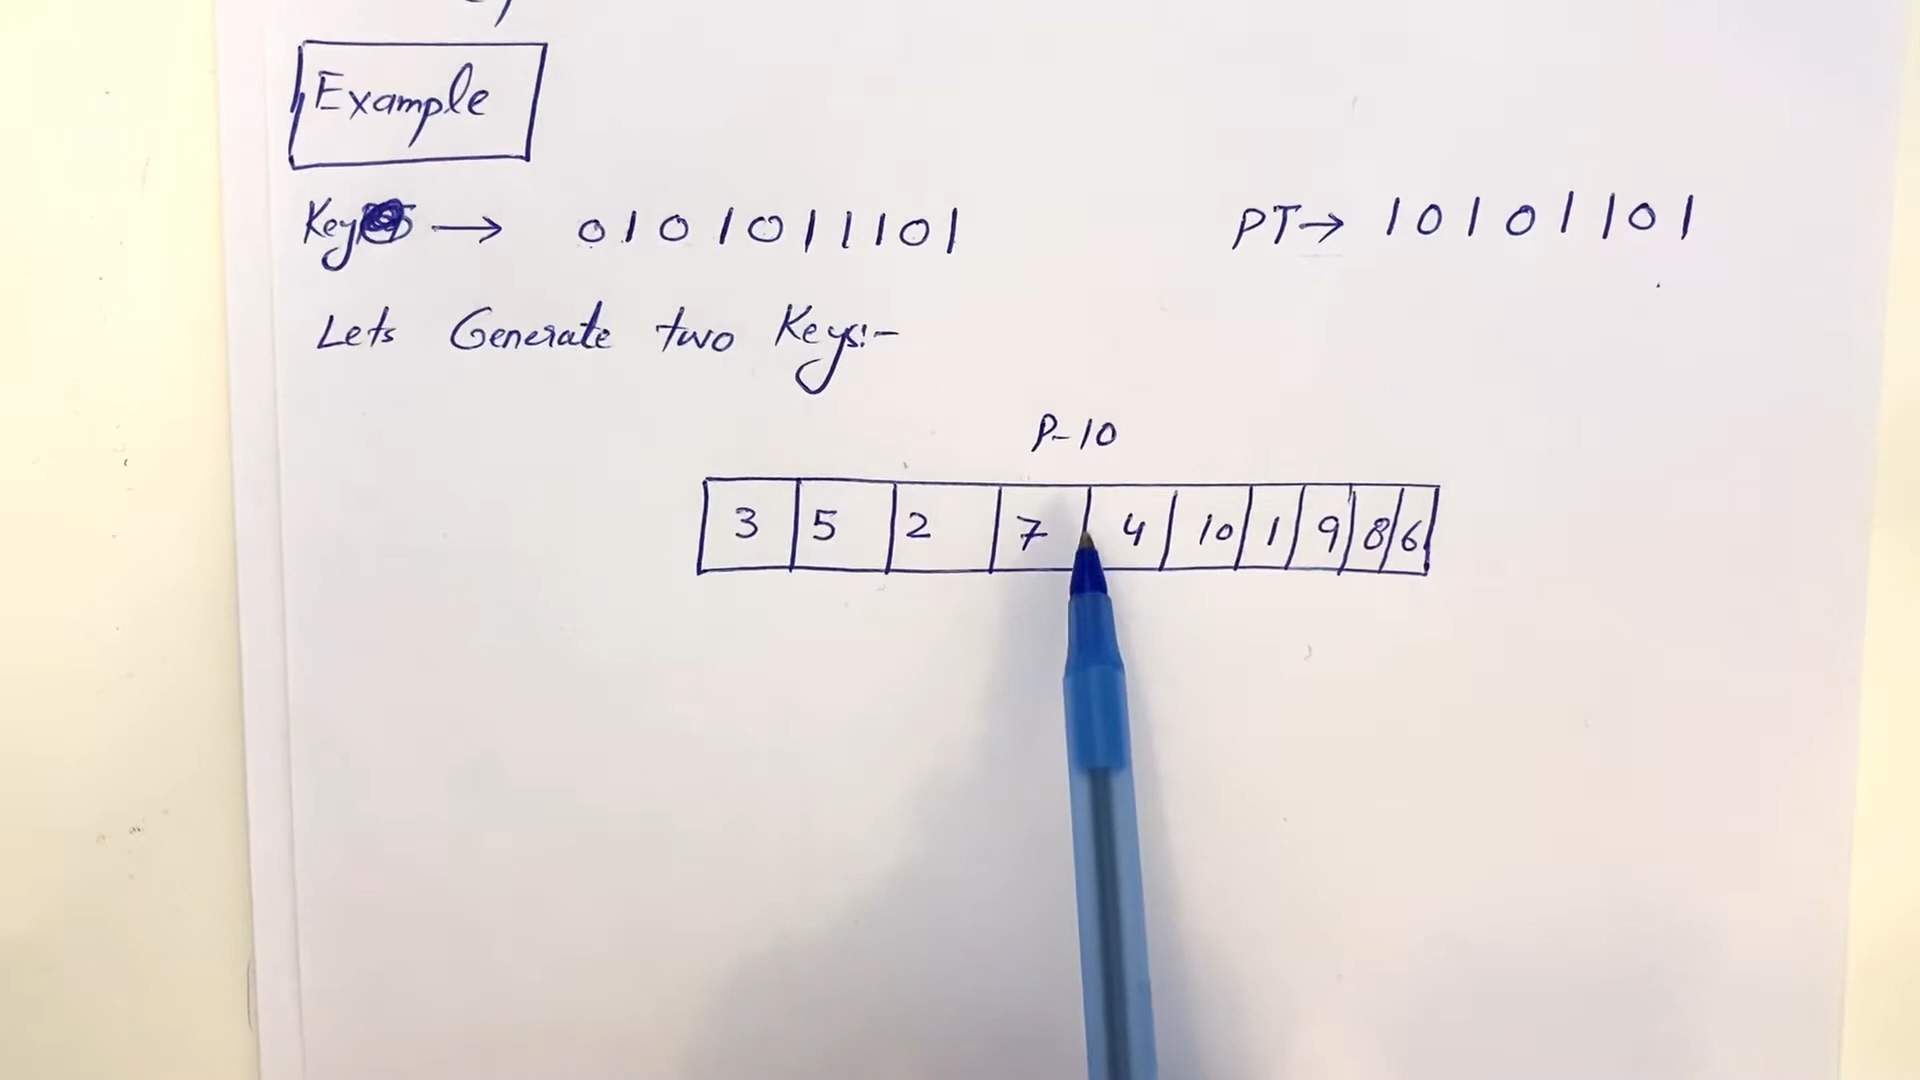 Example
Key → 0101011101
PT→ 10101101
Lets Generate two Keys:-
P-10
3 5 2 7 4 10 1 9 8 6